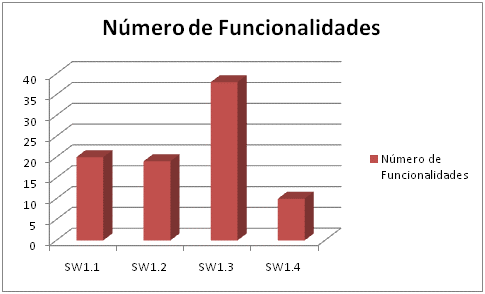 Número de Funcionalidades
40
35
30
25
20
15
10
5
0
SW1.1 SW1.2 SW1.3 SW1.4
Número de
Funcionalidades